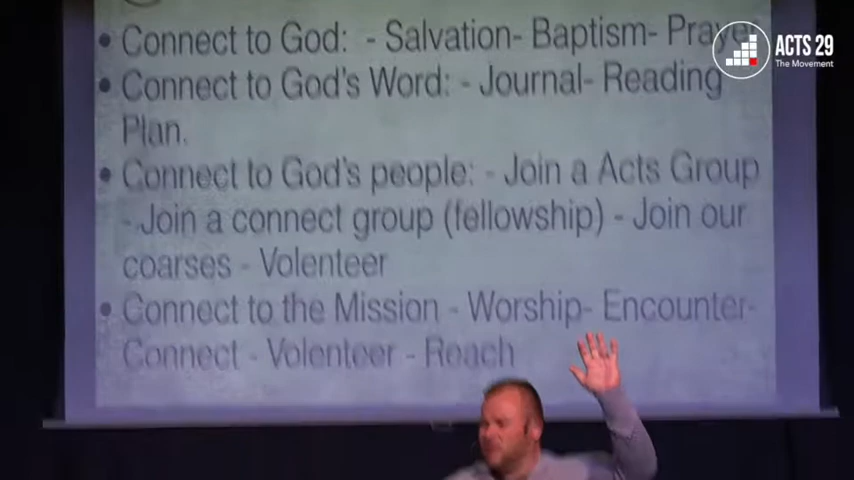 • Connect to God: - Salvation- Baptism- Prayer
• Connect to God's Word: - Journal- Reading
Plan.
• Connect to God's people: - Join a Acts Group
- Join a connect group (fellowship) - Join our
coarses - Volenteer
• Connect to the Mission - Worship- Encounter-
Connect - Volenteer - Reach
ACTS 29
The Movement